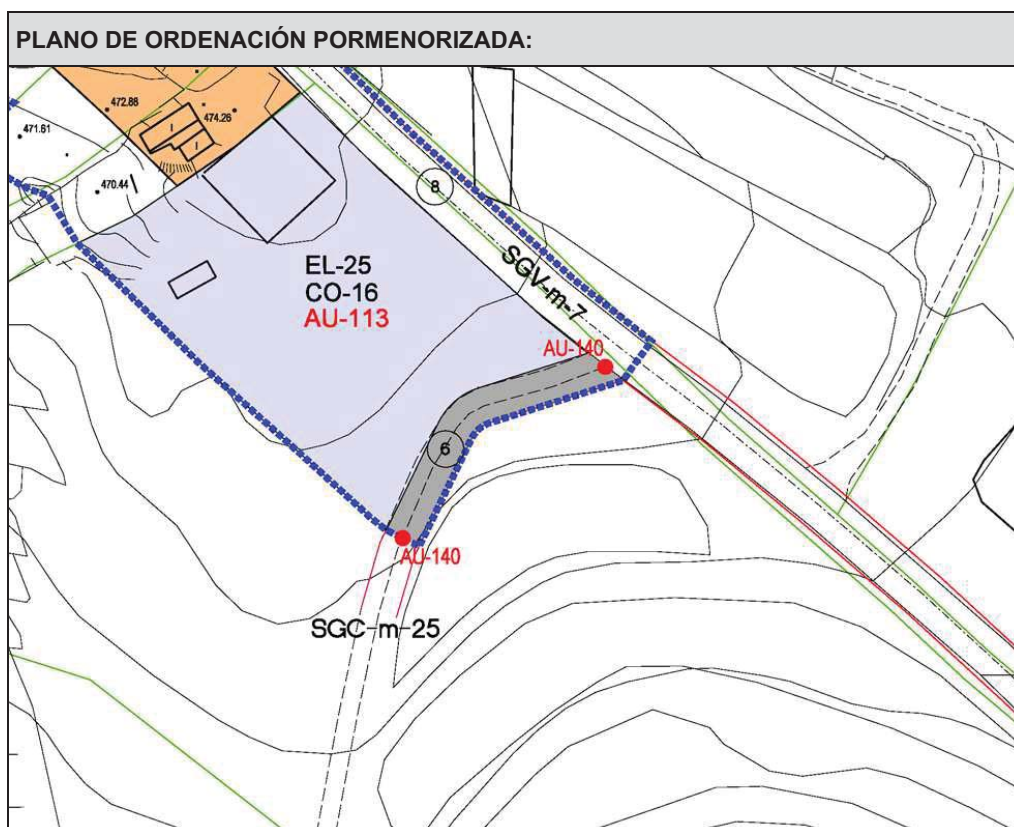 PLANO DE ORDENACIÓN PORMENORIZADA:
472.88
474.26
471.61
I
I
470.44
8
EL-25
CO-16
AU-113
SGV-m-7
AU-140
6
AU-140
SGC-m-25